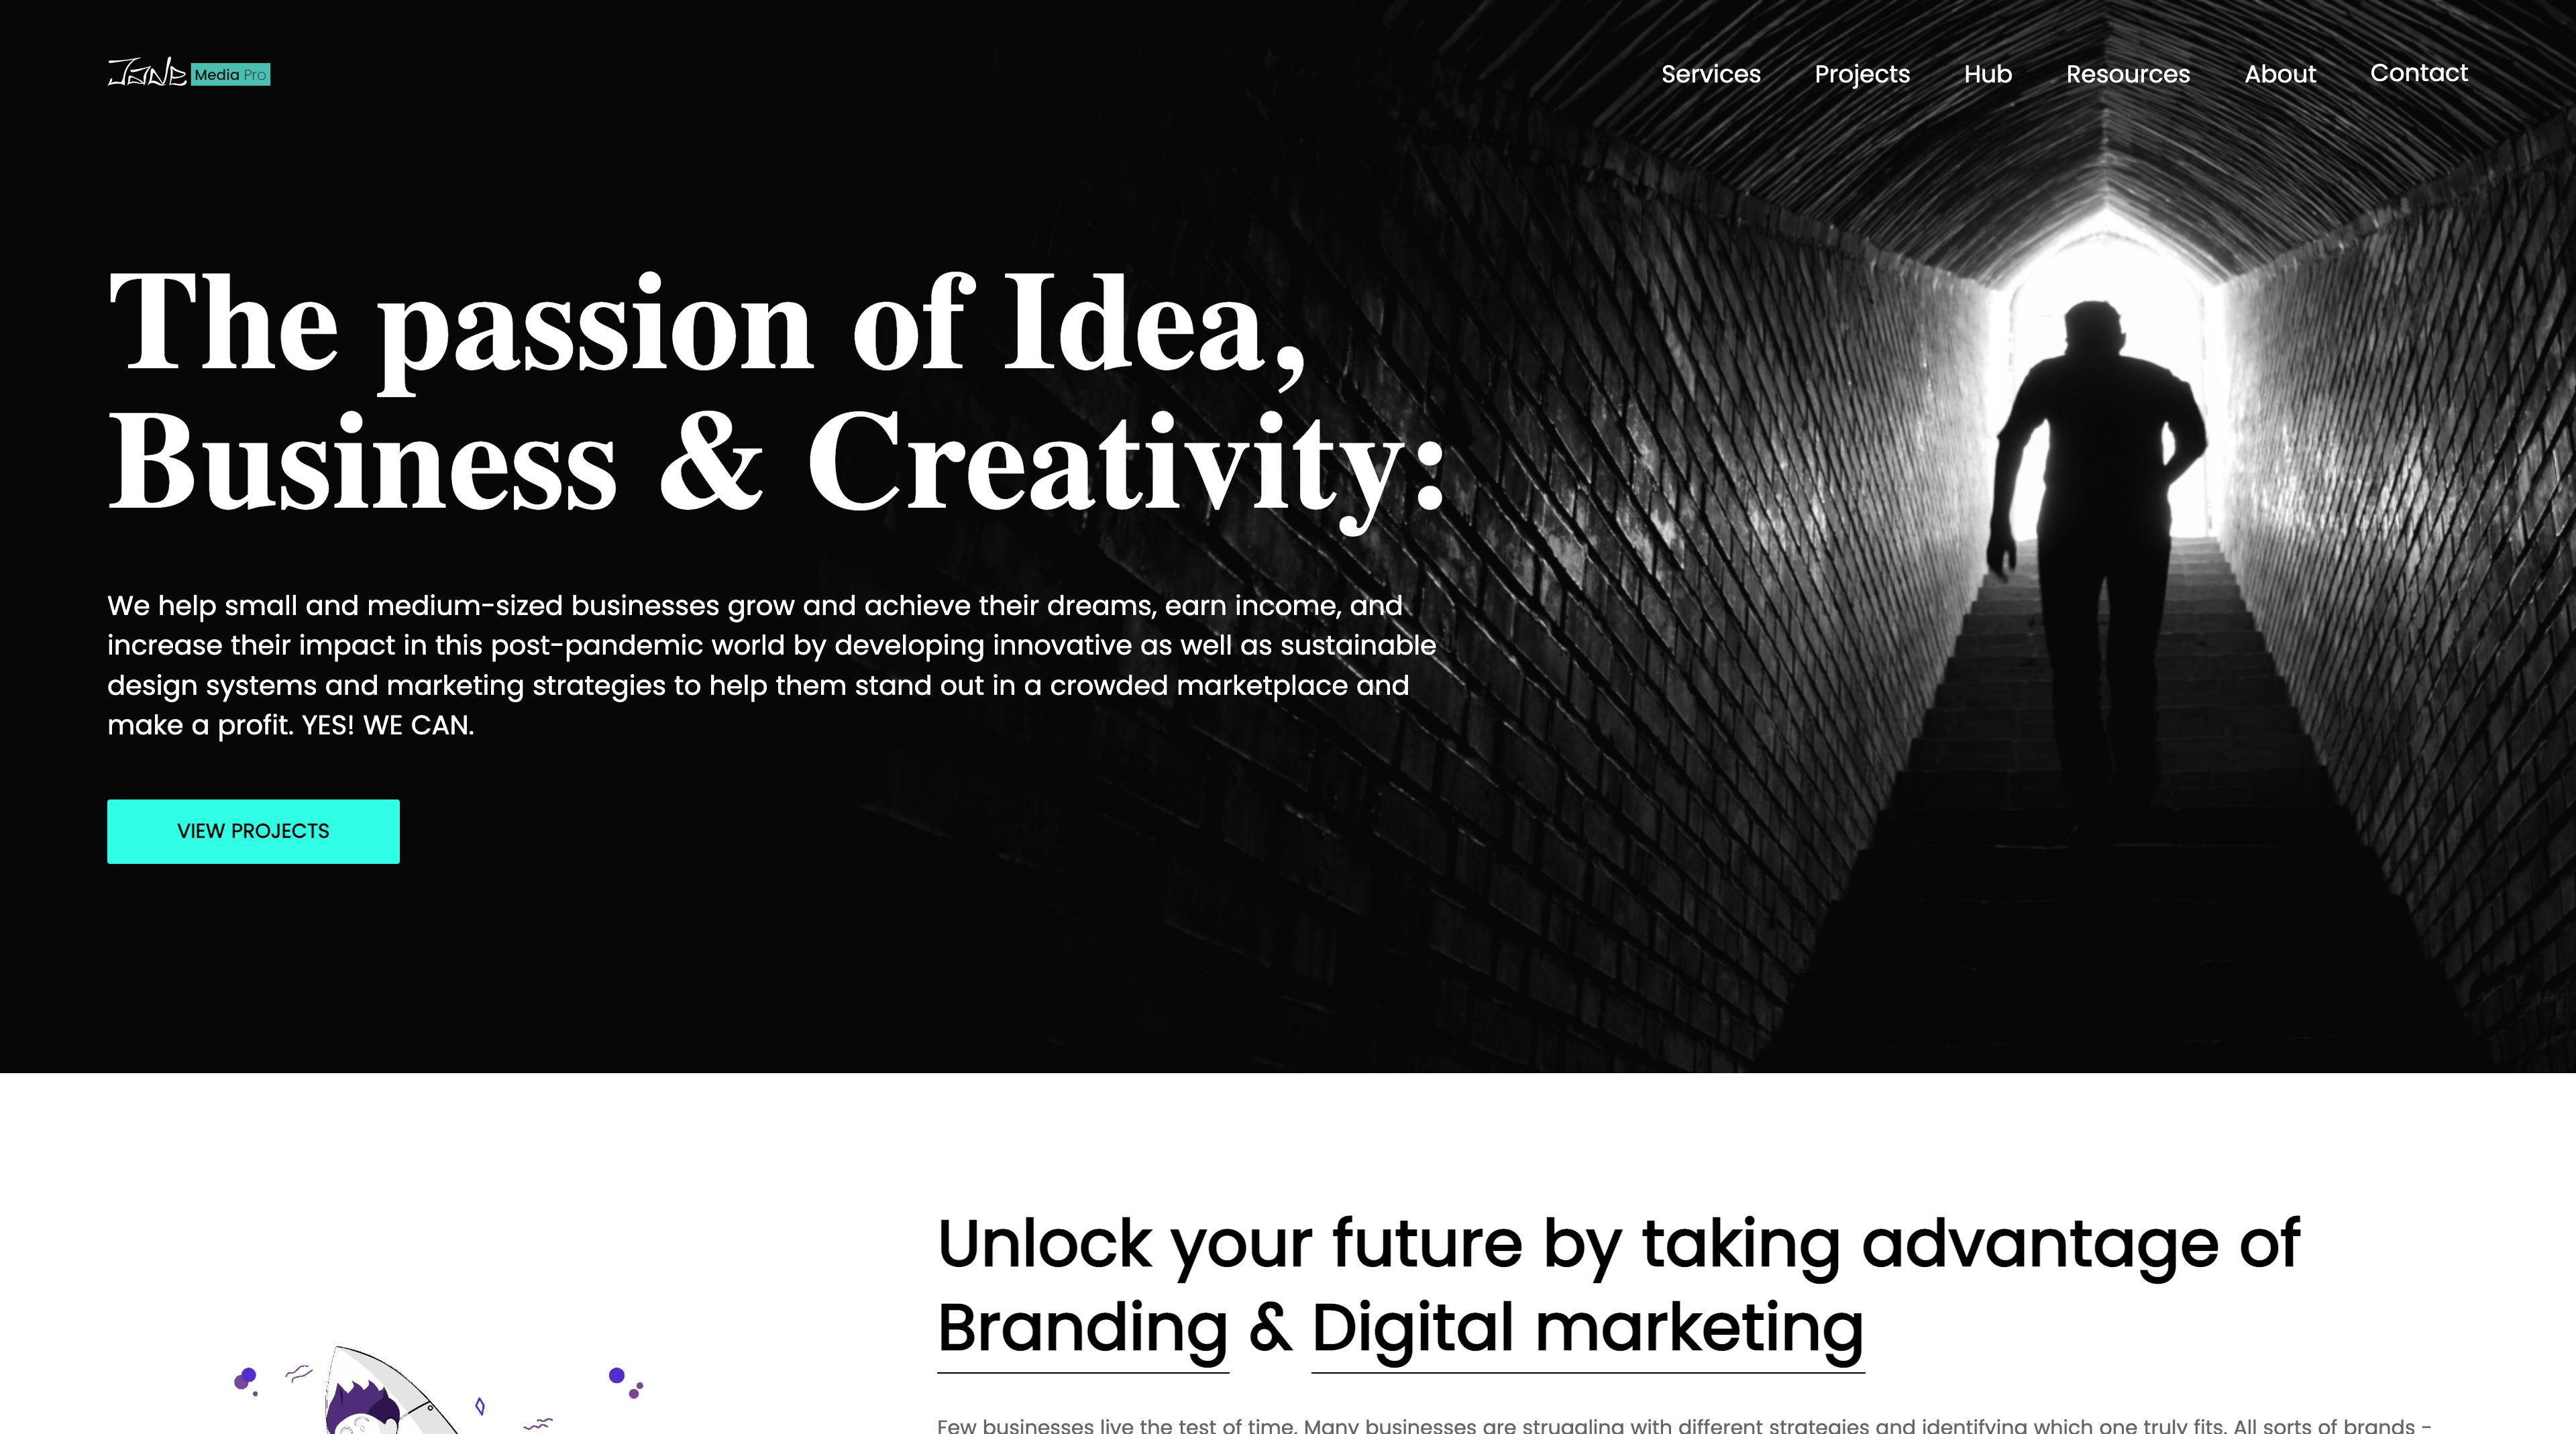 JanE Media Pro
Services Projects Hub Resources About Contact
The passion of Idea,
Business & Creativity:
We help small and medium-sized businesses grow and achieve their dreams, earn income, and
increase their impact in this post-pandemic world by developing innovative as well as sustainable
design systems and marketing strategies to help them stand out in a crowded marketplace and
make a profit. YES! WE CAN.
VIEW PROJECTS
Unlock your future by taking advantage of
Branding & Digital marketing
Few businesses live the test of time. Many businesses are struggling with different strategies and identifying which one truly fits. All sorts of brands -